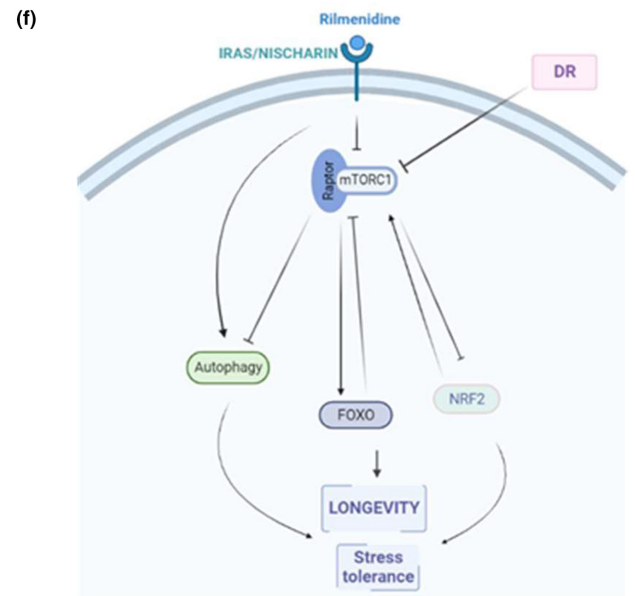 (f)
Rilmenidine
IRAS/NISCHARIN
DR
Raptor
mTORC1
Autophagy
FOXO
NRF2
LONGEVITY
Stress
tolerance